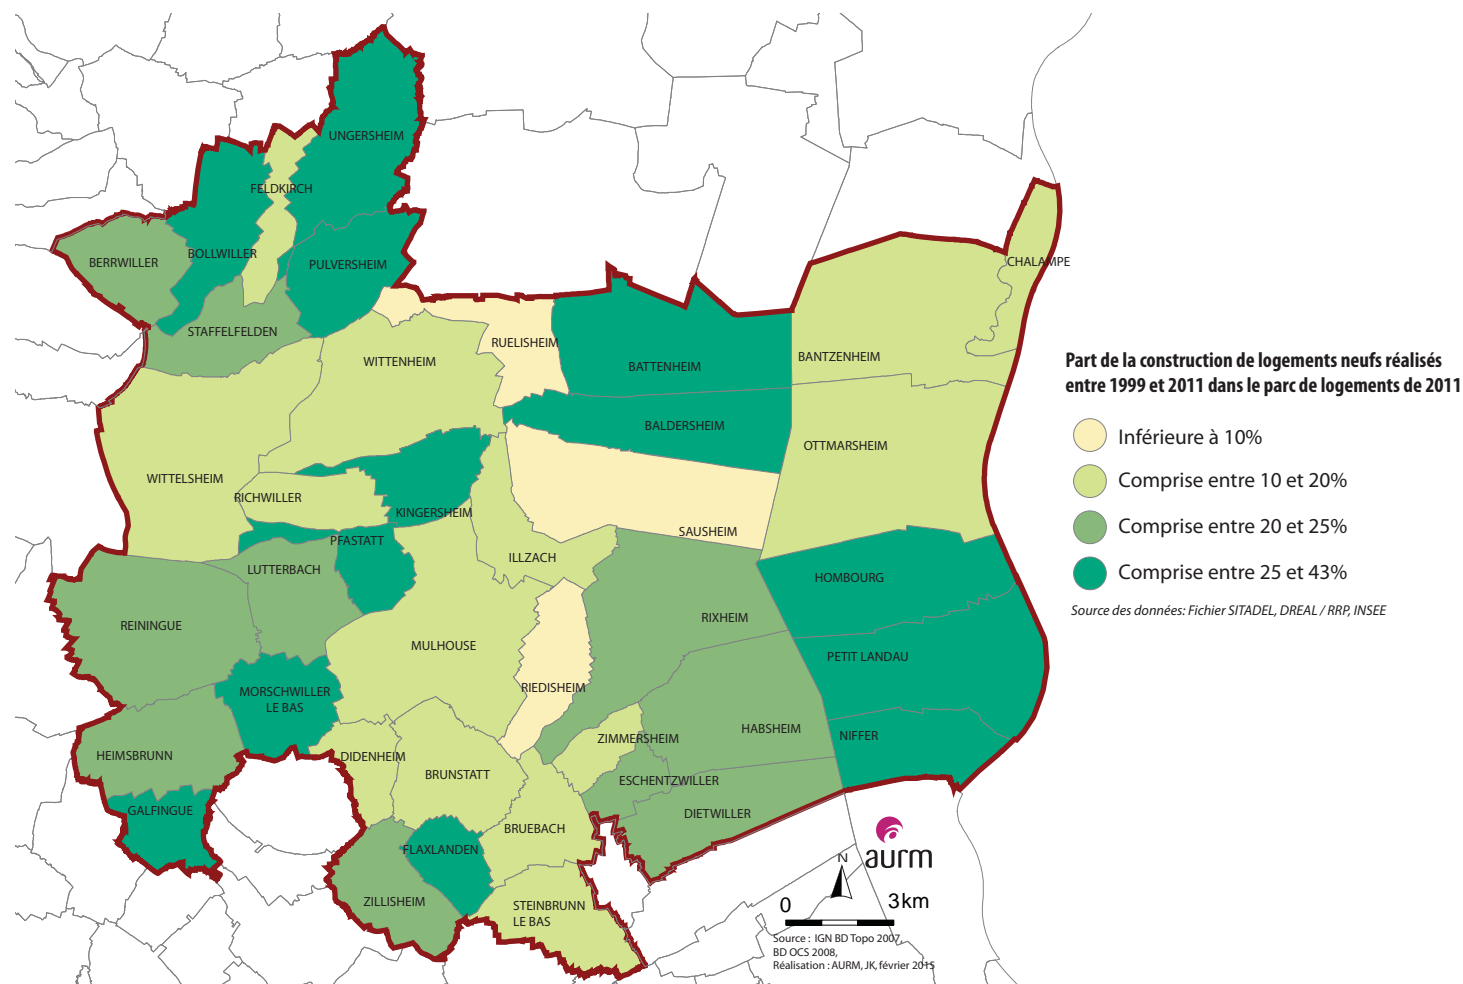 UNGERSHEIM
FELDKIRCH
BOLLWILLER
BERRWILLER
PULVERSHEIM
CHALAMPE
STAFFELFELDEN
RUELISHEIM
WITTENHEIM
BATTENHEIM
BANTZENHEIM
BALDERSHEIM
OTTMARSHEIM
WITTELSHEIM
RICHWILLER
KINGERSHEIM
SAUSHEIM
PFASTATT
ILLZACH
LUTTERBACH
HOMBOURG
REININGUE
RIXHEIM
MULHOUSE
PETIT LANDAU
RIEDISHEIM
MORSCHWILLER
LE BAS
HABSHEIM
NIFFER
ZIMMERSHEIM
HEIMSBRUNN
DIDENHEIM
BRUNSTATT
ESCHENTZWILLER
GALFINGUE
DIETWILLER
BRUEBACH
FLAXLANDEN
ZILLISHEIM
STEINBRUNN
LE BAS
Part de la construction de logements neufs réalisés
entre 1999 et 2011 dans le parc de logements de 2011
Inférieure à 10%
Comprise entre 10 et 20%
Comprise entre 20 et 25%
Comprise entre 25 et 43%
Source des données: Fichier SITADEL, DREAL / RRP, INSEE
aurm
N
0 3km
Source : IGN BD Topo 2007,
BD OCS 2008,
Réalisation : AURM, JK, février 2015